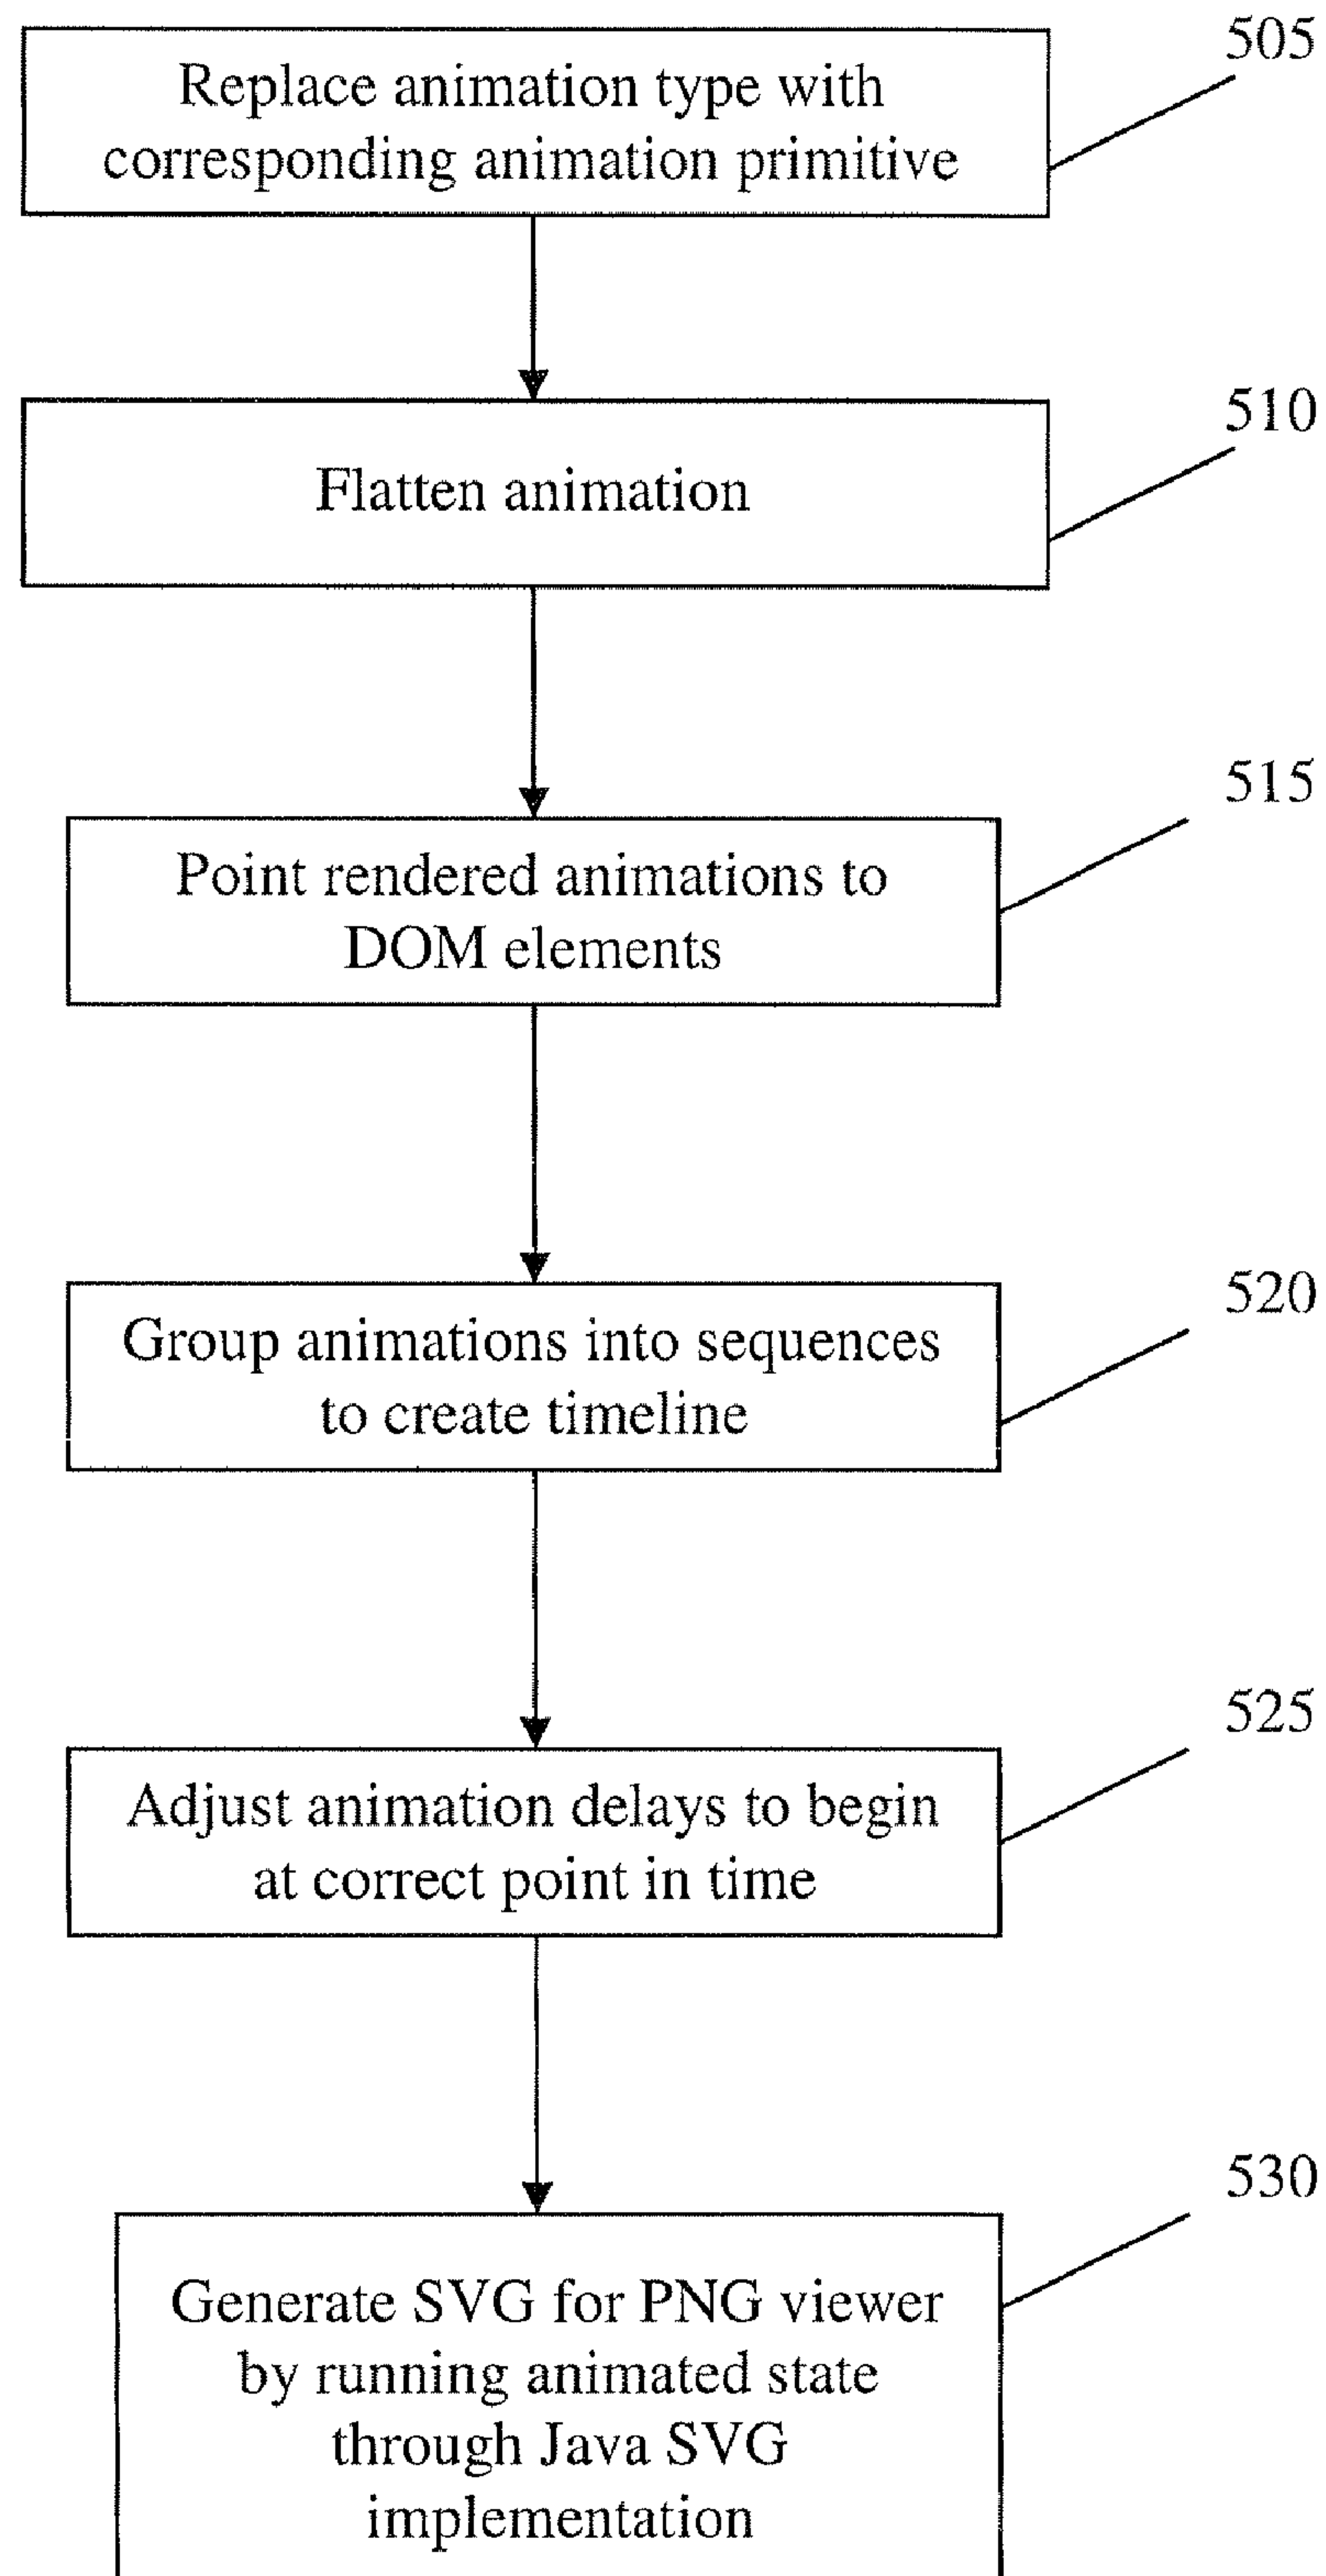 505
Replace animation type with
corresponding animation primitive
510
Flatten animation
515
Point rendered animations to
DOM elements
520
Group animations into sequences
to create timeline
525
Adjust animation delays to begin
at correct point in time
530
Generate SVG for PNG viewer
by running animated state
through Java SVG
implementation